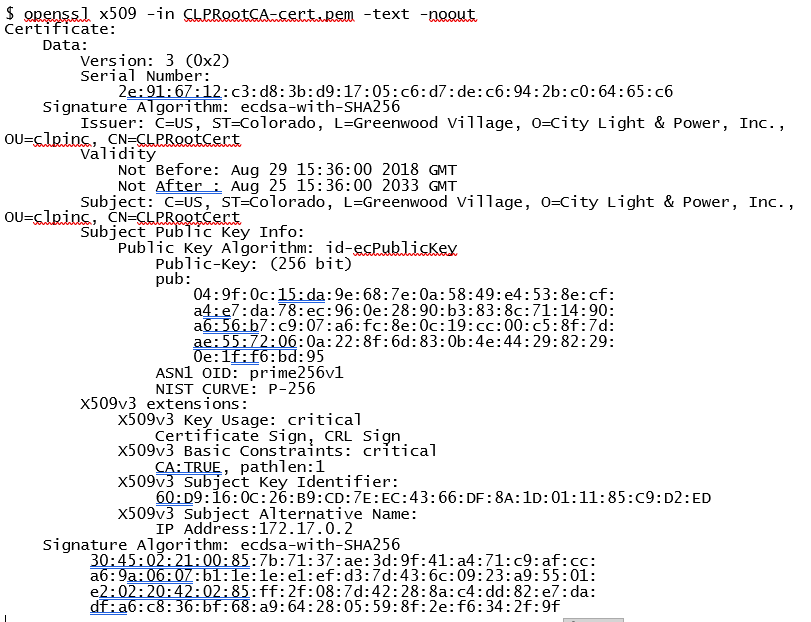 $ openssl x509 -in CLPRootCA-cert.pem -text -noout
Certificate:
Data:
Version: 3 (0x2)
Serial Number:
2e:91:67:12:c3:d8:3b:d9:17:05:c6:d7:de:c6:94:2b:c0:64:65:c6
Signature Algorithm: ecdsa-with-SHA256
Issuer: C=US, ST=Colorado, L=Greenwood Village, O=City Light & Power, Inc.,
OU=clpinc, CN=CLPRootCert
Validity
Not Before: Aug 29 15:36:00 2018 GMT
Not After : Aug 25 15:36:00 2033 GMT
Subject: C=US, ST=Colorado, L=Greenwood Village, O=City Light & Power, Inc.,
OU=clpinc, CN=CLPRootCert
Subject Public Key Info:
Public Key Algorithm: id-ecPublicKey
Public-Key: (256 bit)
pub:
04:9f:0c:15:da:9e:68:7e:0a:58:49:e4:53:8e:cf:
a4:e7:da:78:ec:96:0e:28:90:b3:83:8c:71:14:90:
a6:56:b7:c9:07:a6:fc:8e:0c:19:cc:00:c5:8f:7d:
ae:55:72:06:0a:22:8f:6d:83:0b:4e:44:29:82:29:
0e:1f:f6:bd:95
ASN1 OID: prime256v1
NIST CURVE: P-256
X509v3 extensions:
X509v3 Key Usage: critical
Certificate Sign, CRL Sign
X509v3 Basic Constraints: critical
CA:TRUE, pathlen:1
X509v3 Subject Key Identifier:
60:D9:16:0C:26:B9:CD:7E:EC:43:66:DF:8A:1D:01:11:85:C9:D2:ED
X509v3 Subject Alternative Name:
IP Address:172.17.0.2
Signature Algorithm: ecdsa-with-SHA256
30:45:02:21:00:85:7b:71:37:ae:3d:9f:41:a4:71:c9:af:cc:
a6:9a:06:07:b1:1e:1e:e1:ef:d3:7d:43:6c:09:23:a9:55:01:
e2:02:20:42:02:85:ff:2f:08:7d:42:28:8a:c4:dd:82:e7:da:
df:a6:c8:36:bf:68:a9:64:28:05:59:8f:2e:f6:34:2f:9f